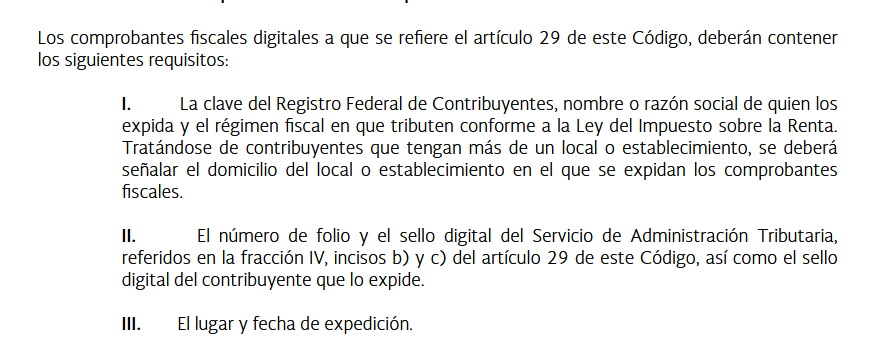 Los comprobantes fiscales digitales a que se refiere el artículo 29 de este Código, deberán contener
los siguientes requisitos:
I. La clave del Registro Federal de Contribuyentes, nombre o razón social de quien los
expida y el régimen fiscal en que tributen conforme a la Ley del Impuesto sobre la Renta.
Tratándose de contribuyentes que tengan más de un local o establecimiento, se deberá
señalar el domicilio del local o establecimiento en el que se expidan los comprobantes
fiscales.
II. El número de folio y el sello digital del Servicio de Administración Tributaria,
referidos en la fracción IV, incisos b) y c) del artículo 29 de este Código, así como el sello
digital del contribuyente que lo expide.
III. El lugar y fecha de expedición.